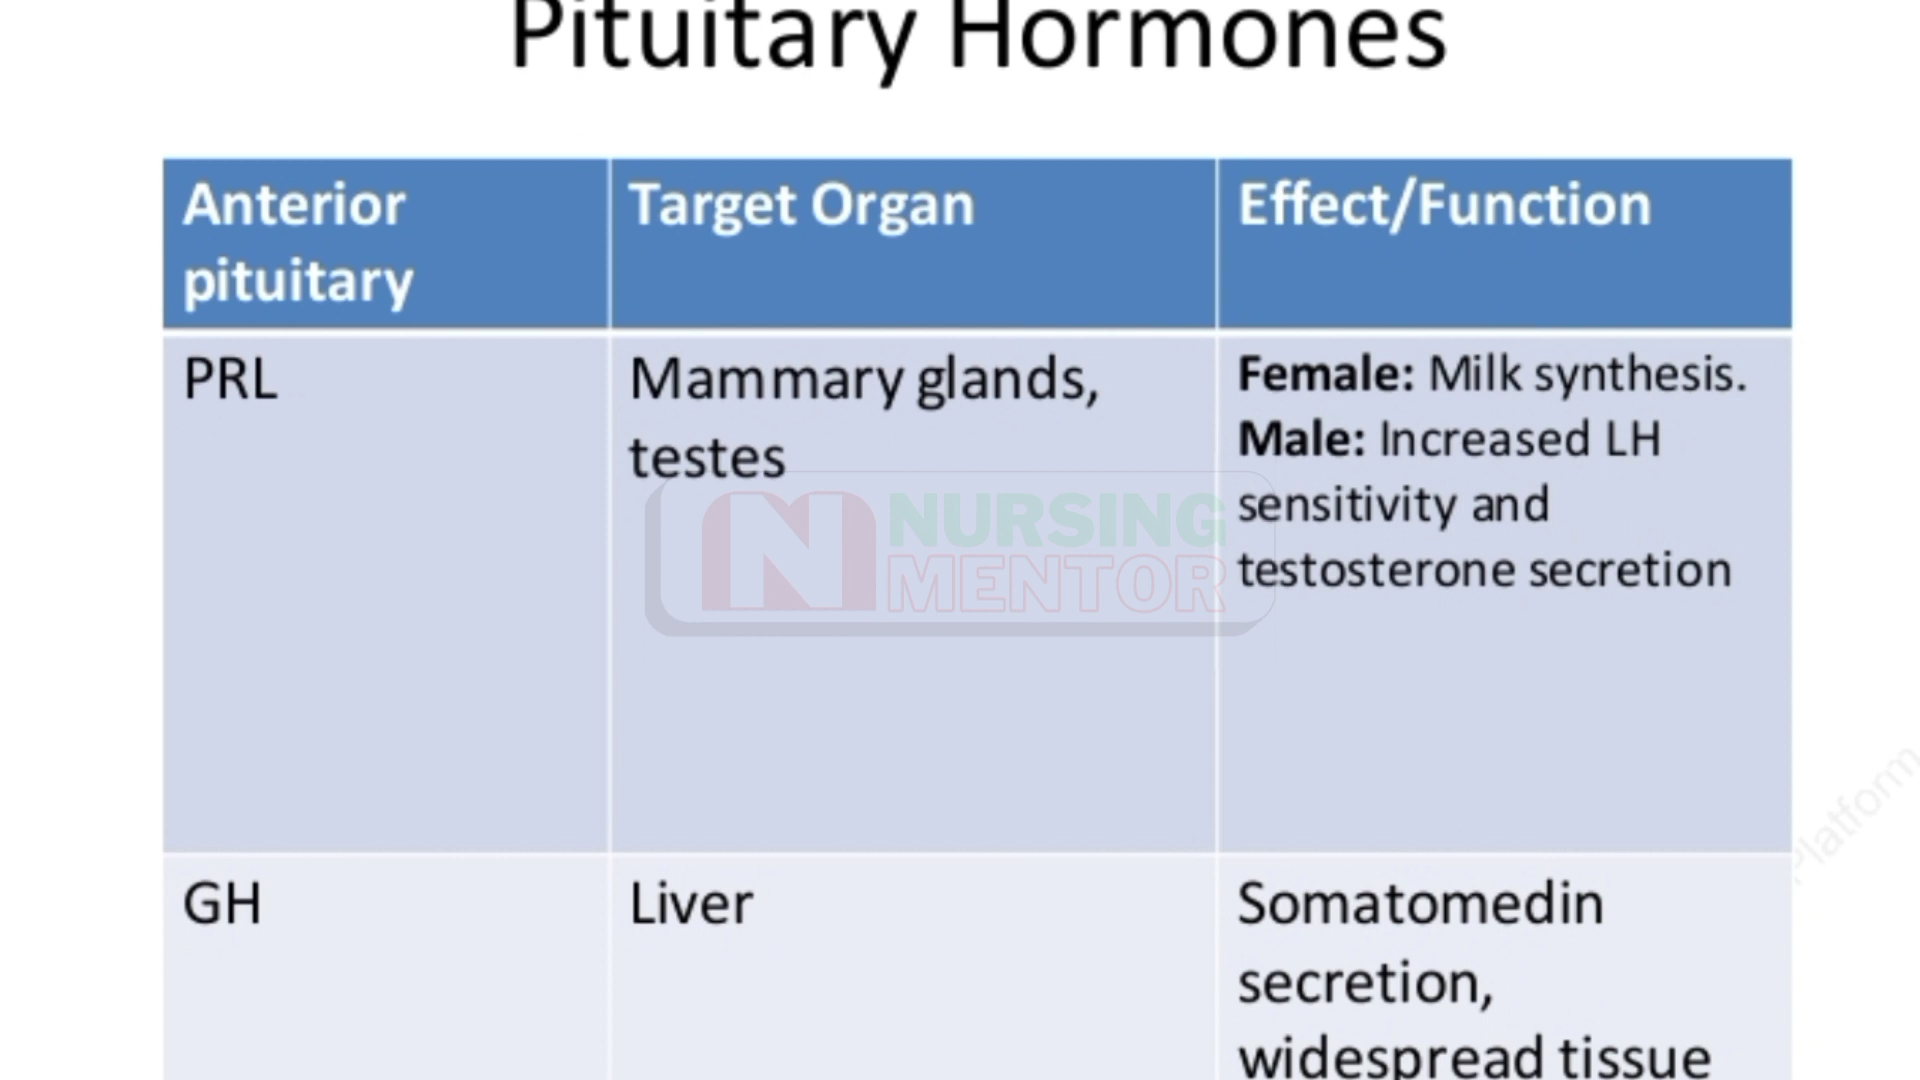 Pituitary Hormones
Anterior
pituitary
Target Organ
Effect/Function
PRL
Mammary glands,
testes
Female: Milk synthesis.
Male: Increased LH
sensitivity and
testosterone secretion
NURSING
MENTOR
GH
Liver
Somatomedin
secretion,
widespread tissue
Platform